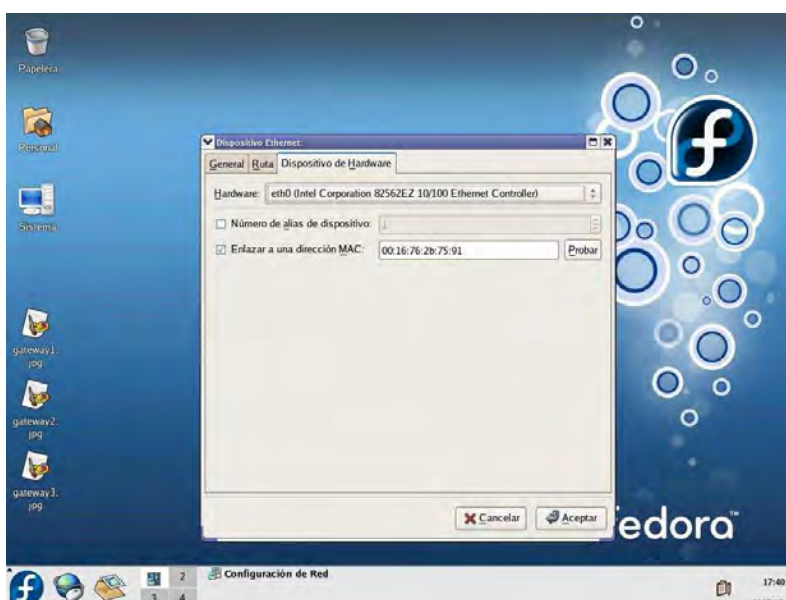 Papelera
Personal
Sistema
gateway1.
jpg
gateway2.
jpg
gateway3.
jpg
Dispositivo Ethernet:
General Ruta Dispositivo de Hardware
Hardware: eth0 (Intel Corporation 82562EZ 10/100 Ethernet Controller)
Número de alias de dispositivo: 1
Enlazar a una dirección MAC: 00:16:76:2b:75:91 Probar
Cancelar Aceptar
edora™
Configuración de Red
2
3 4
17:40